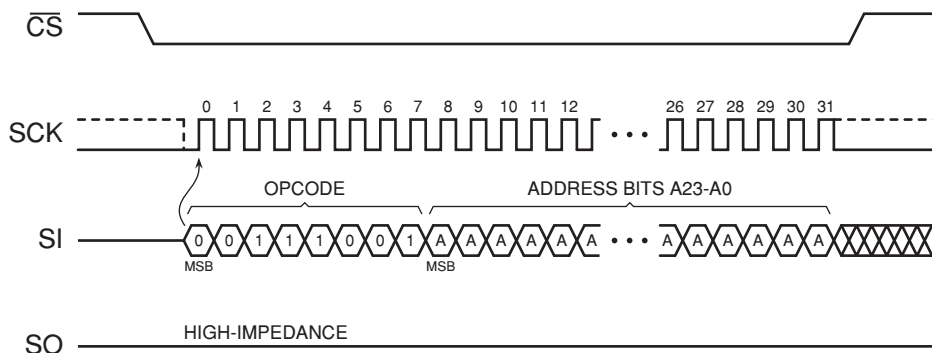 CS
0 1 2 3 4 5 6 7 8 9 10 11 12 26 27 28 29 30 31
SCK
OPCODE ADDRESS BITS A23-A0
SI 0 0 1 1 1 0 0 1 A A A A A A A A A A A A
MSB MSB
HIGH-IMPEDANCE
SO